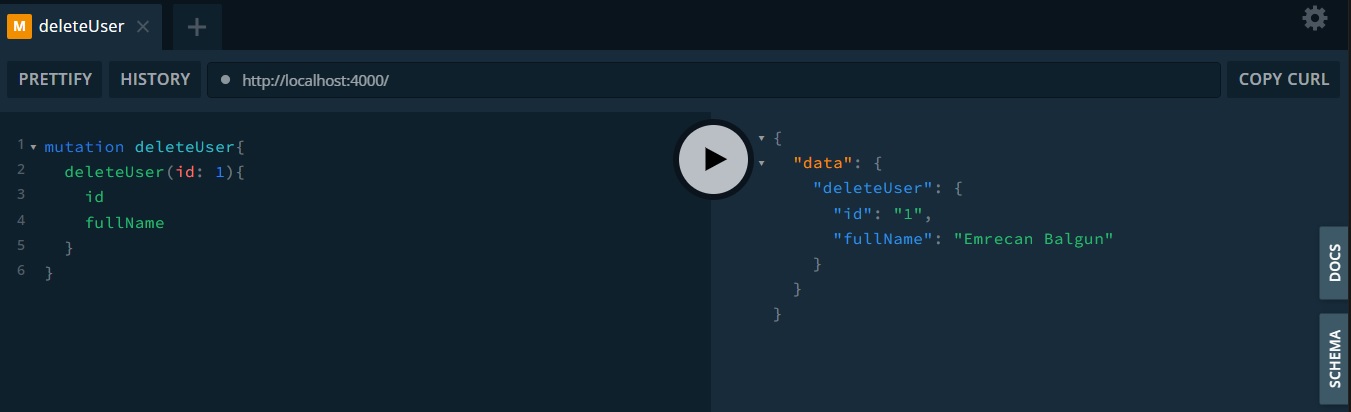 M deleteUser
PRETTIFY HISTORY http://localhost:4000/ COPY CURL
1 mutation deleteUser{
2 deleteUser(id: 1){
3 id
4 fullName
5 }
6 }
{
"data": {
"deleteUser": {
"id": "1",
"fullName": "Emrecan Balgun"
}
}
}
DOCS
SCHEMA